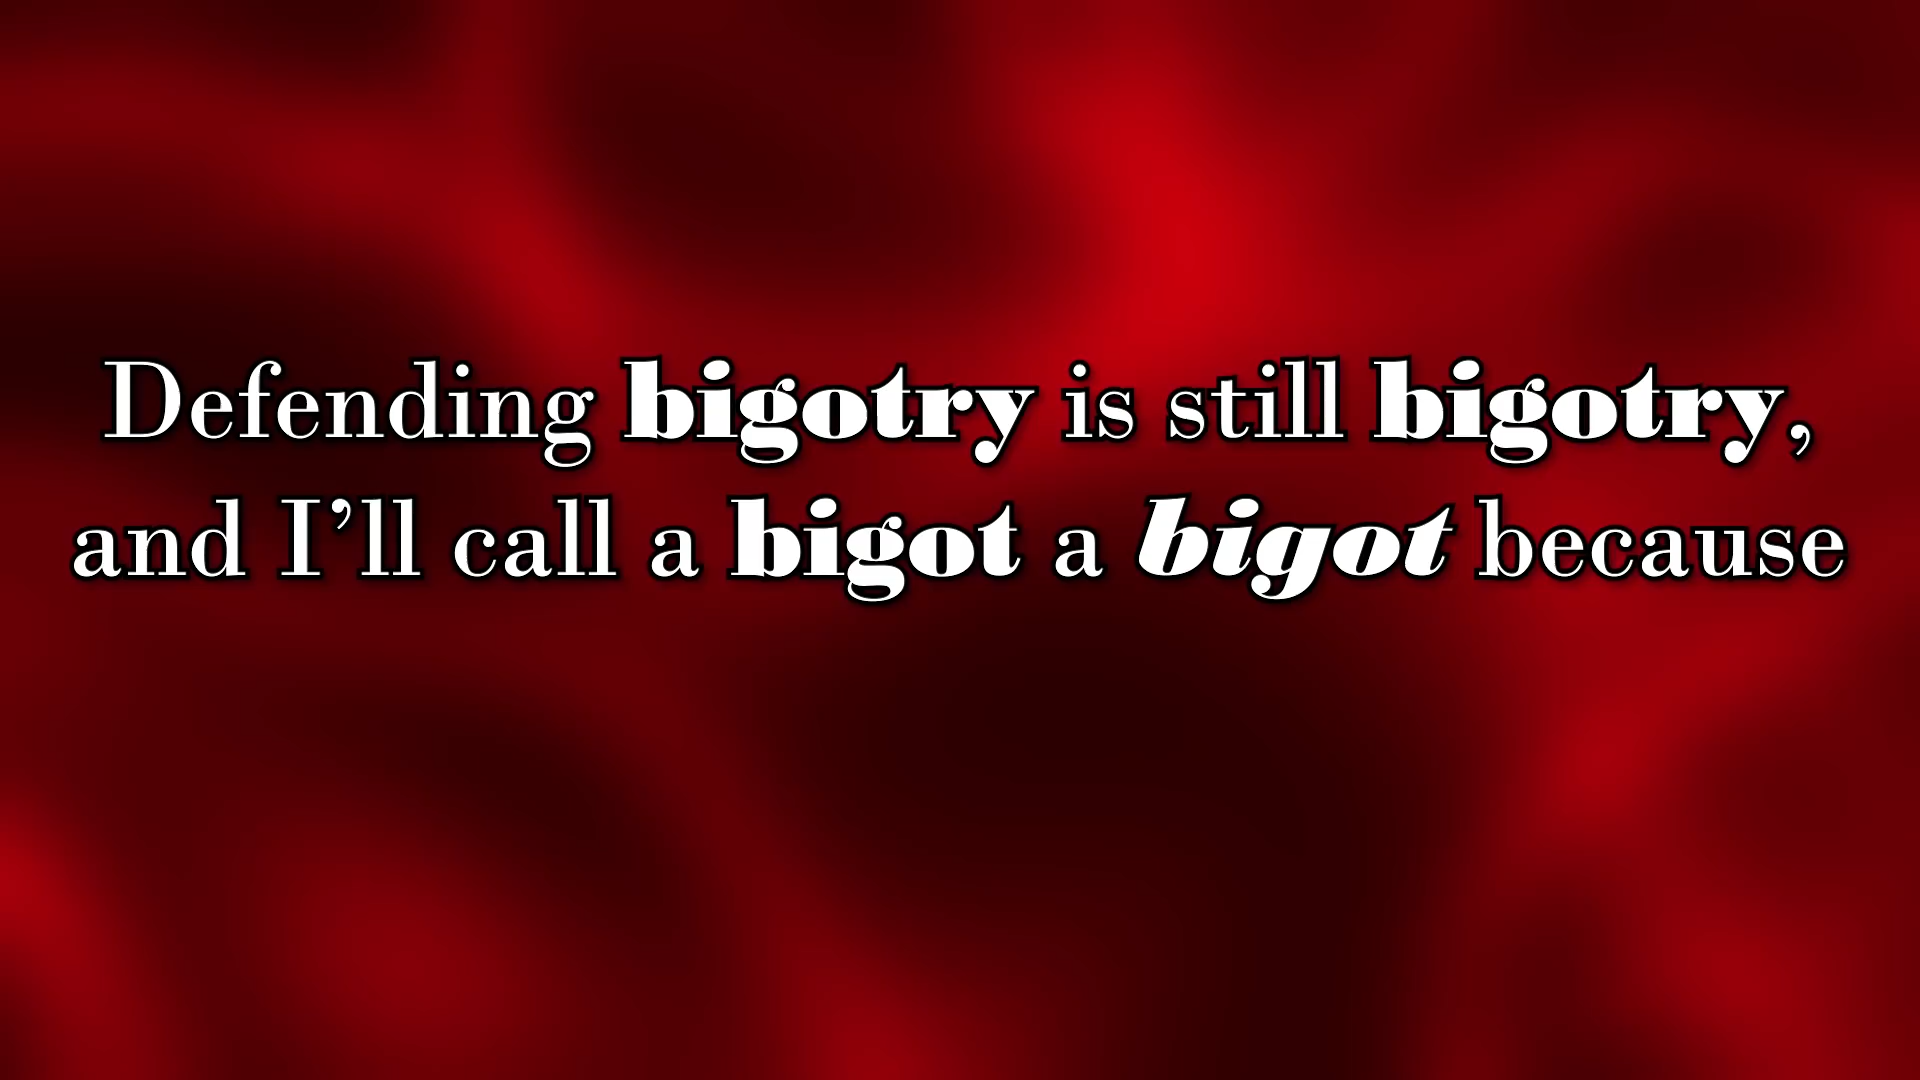 Defending bigotry is still bigotry,
and I’ll call a bigot a bigot because